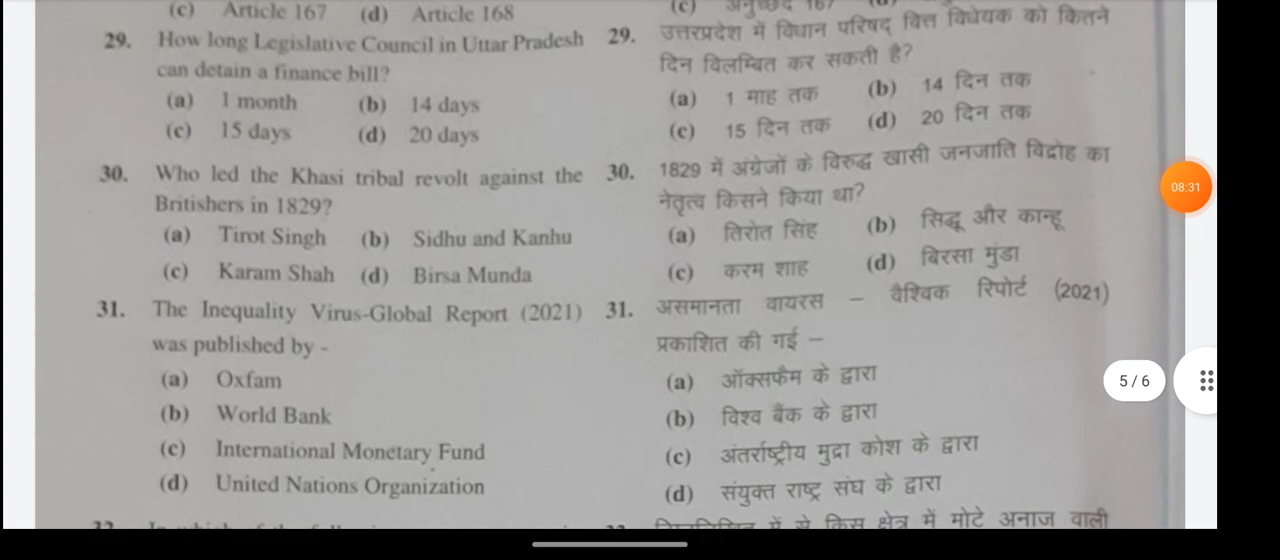 (c) Article 167 (d) Article 168
29. How long Legislative Council in Uttar Pradesh
can detain a finance bill?
(a) 1 month (b) 14 days
(c) 15 days (d) 20 days
30. Who led the Khasi tribal revolt against the
Britishers in 1829?
(a) Tirot Singh (b) Sidhu and Kanhu
(c) Karam Shah (d) Birsa Munda
31. The Inequality Virus-Global Report (2021)
was published by -
(a) Oxfam
(b) World Bank
(c) International Monetary Fund
(d) United Nations Organization
(c) अनुच्छेद 167
29. उत्तरप्रदेश में विधान परिषद् वित्त विधेयक को कितने
दिन विलम्बित कर सकती है?
(a) 1 माह तक (b) 14 दिन तक
(c) 15 दिन तक (d) 20 दिन तक
30. 1829 में अंग्रेजों के विरुद्ध खासी जनजाति विद्रोह का
नेतृत्व किसने किया था?
(a) तिरोत सिंह (b) सिद्धू और कान्हू
(c) करम शाह (d) बिरसा मुंडा
31. असमानता वायरस – वैश्विक रिपोर्ट (2021)
प्रकाशित की गई –
(a) ऑक्सफैम के द्वारा
(b) विश्व बैंक के द्वारा
(c) अंतर्राष्ट्रीय मुद्रा कोश के द्वारा
(d) संयुक्त राष्ट्र संघ के द्वारा
में से किस क्षेत्र में मोटे अनाज वाली
08:31
5 / 6